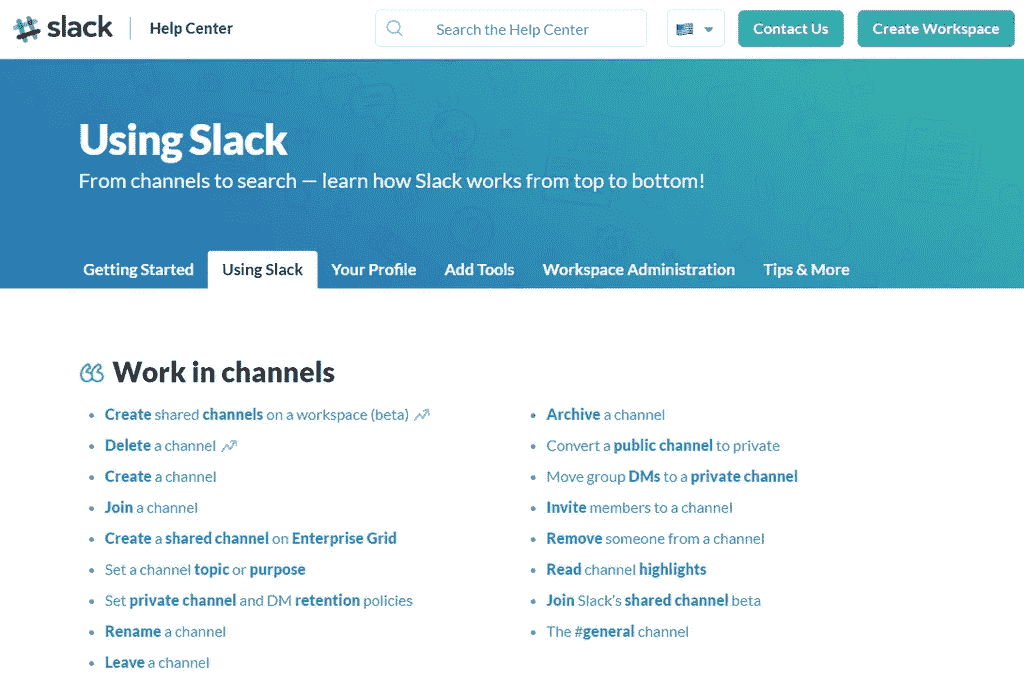 slack Help Center Search the Help Center Contact Us Create Workspace
Using Slack
From channels to search — learn how Slack works from top to bottom!
Getting Started Using Slack Your Profile Add Tools Workspace Administration Tips & More
Work in channels
Create shared channels on a workspace (beta)
Delete a channel
Create a channel
Join a channel
Create a shared channel on Enterprise Grid
Set a channel topic or purpose
Set private channel and DM retention policies
Rename a channel
Leave a channel
Archive a channel
Convert a public channel to private
Move group DMs to a private channel
Invite members to a channel
Remove someone from a channel
Read channel highlights
Join Slack's shared channel beta
The #general channel